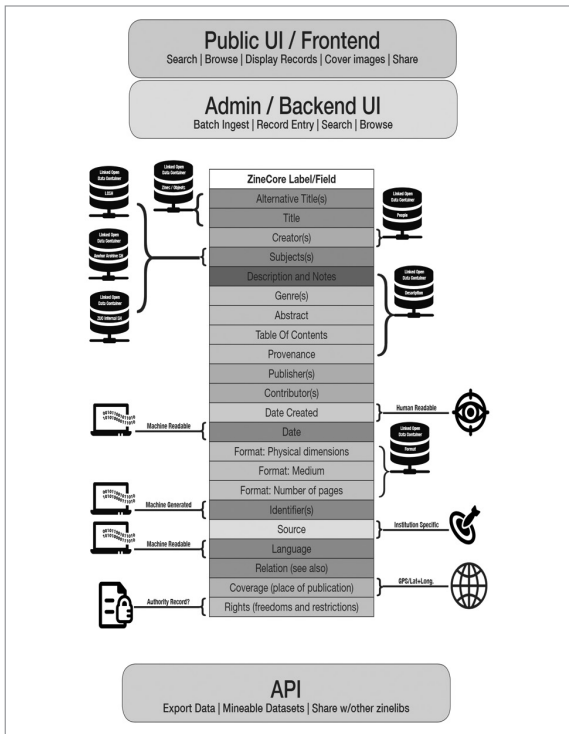 Public UI / Frontend
Search | Browse | Display Records | Cover images | Share
Admin / Backend UI
Batch Ingest | Record Entry | Search | Browse
ZineCore Label/Field
Alternative Title(s)
Title
Creator(s)
Subjects(s)
Description and Notes
Genre(s)
Abstract
Table Of Contents
Provenance
Publisher(s)
Contributor(s)
Date Created
Date
Format: Physical dimensions
Format: Medium
Format: Number of pages
Identifier(s)
Source
Language
Relation (see also)
Coverage (place of publication)
Rights (freedoms and restrictions)
Linked Open
Data Container
LCSH
Linked Open
Data Container
Another Archive CV
Linked Open
Data Container
Linked Open
Data Container
Zines / Objects
Linked Open
Data Container
People
Linked Open
Data Container
Description
Linked Open
Data Container
Format
Machine Readable
Machine Generated
Machine Readable
Authority Record?
Human Readable
Institution Specific
GPS/Lat+Long.
API
Export Data | Mineable Datasets | Share w/other zinelibs